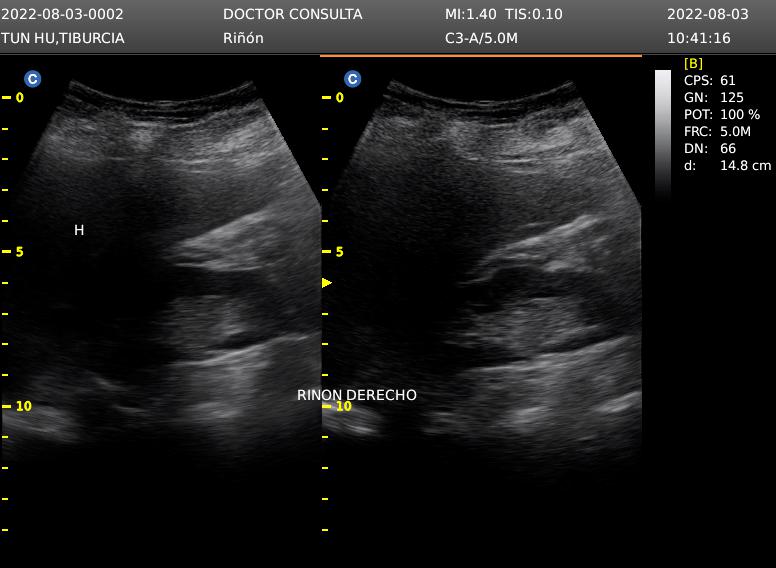 2022-08-03-0002 DOCTOR CONSULTA MI:1.40 TIS:0.10 2022-08-03
TUN HU,TIBURCIA Riñón C3-A/5.0M 10:41:16
[B]
CPS: 61
GN: 125
POT: 100 %
FRC: 5.0M
DN: 66
d: 14.8 cm
C C
0 0
H
5 5
RINON DERECHO
10 10